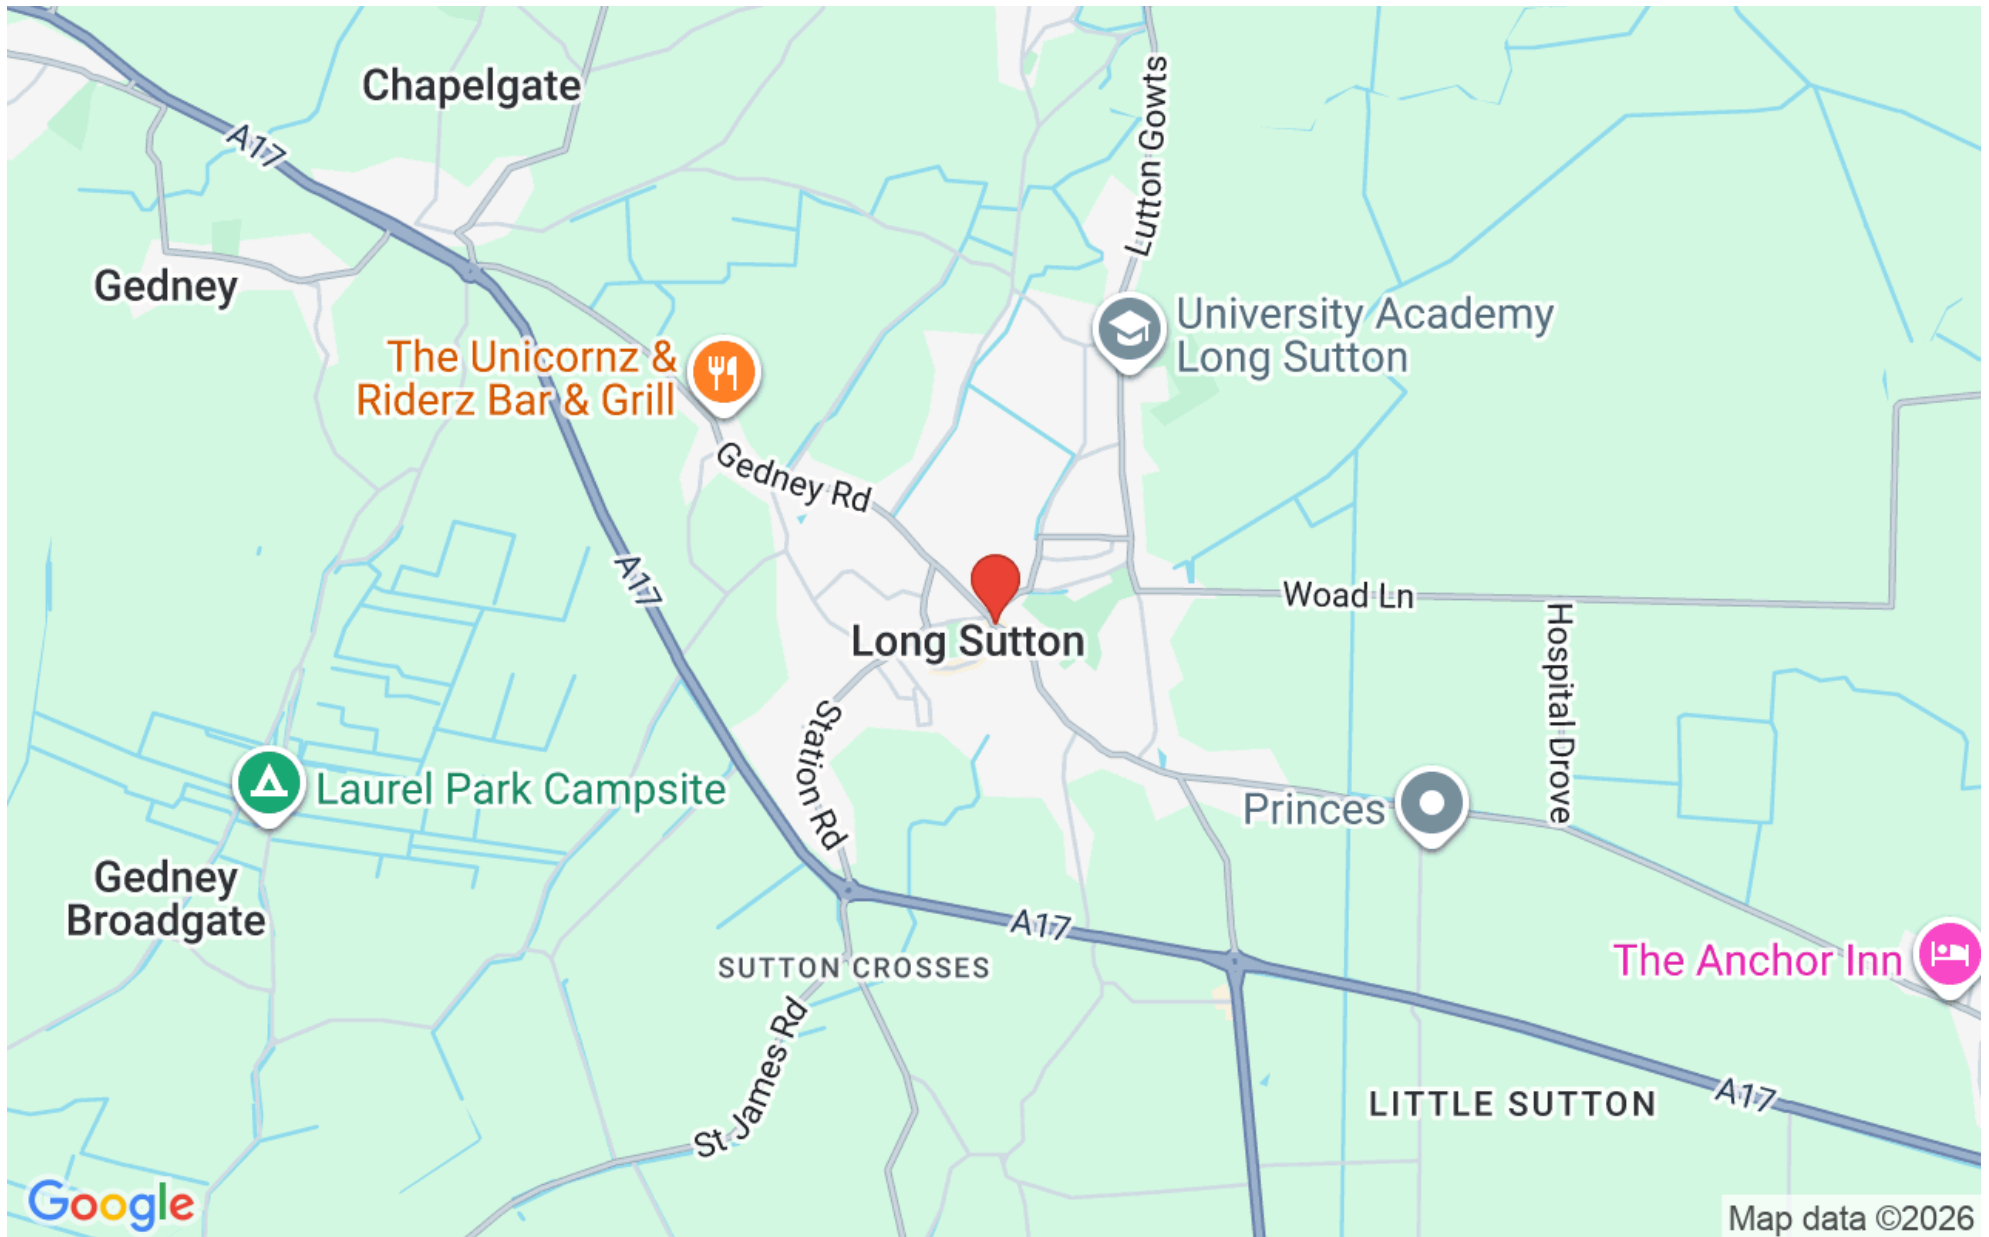 Chapelgate
A17
Lutton Gowts
Gedney
University Academy
Long Sutton
The Unicornz &
Riderz Bar & Grill
Gedney Rd
A17
Woad Ln
Hospital Drove
Long Sutton
Station Rd
Laurel Park Campsite
Princes
Gedney
Broadgate
A17
SUTTON CROSSES
The Anchor Inn
St James Rd
LITTLE SUTTON
A17
Google
Map data ©2026